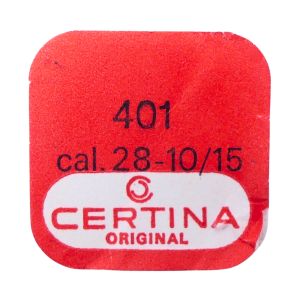 401
cal. 28-10/15
CERTINA
ORIGINAL